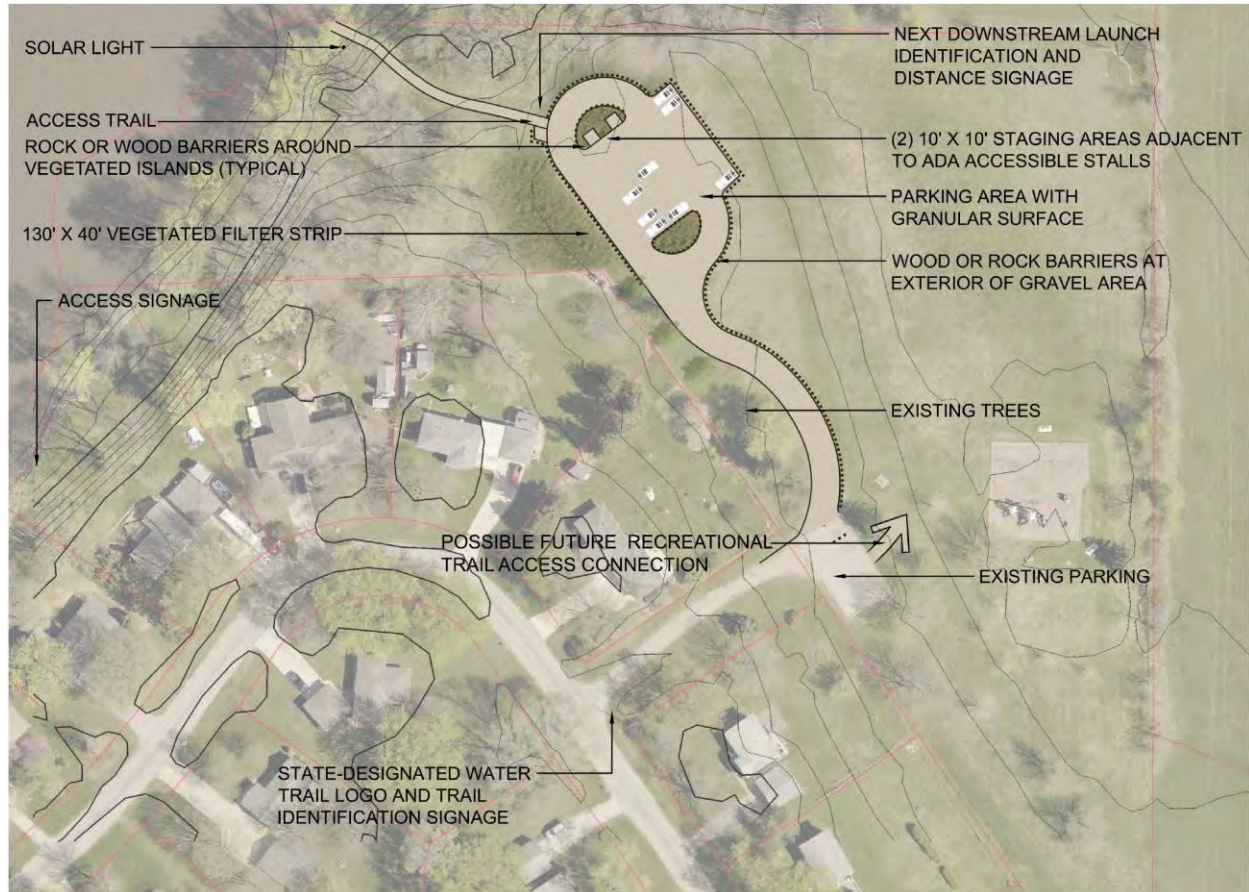 SOLAR LIGHT
ACCESS TRAIL
ROCK OR WOOD BARRIERS AROUND
VEGETATED ISLANDS (TYPICAL)
130' X 40' VEGETATED FILTER STRIP
ACCESS SIGNAGE
NEXT DOWNSTREAM LAUNCH
IDENTIFICATION AND
DISTANCE SIGNAGE
(2) 10' X 10' STAGING AREAS ADJACENT
TO ADA ACCESSIBLE STALLS
PARKING AREA WITH
GRANULAR SURFACE
WOOD OR ROCK BARRIERS AT
EXTERIOR OF GRAVEL AREA
EXISTING TREES
POSSIBLE FUTURE RECREATIONAL
TRAIL ACCESS CONNECTION
EXISTING PARKING
STATE-DESIGNATED WATER
TRAIL LOGO AND TRAIL
IDENTIFICATION SIGNAGE